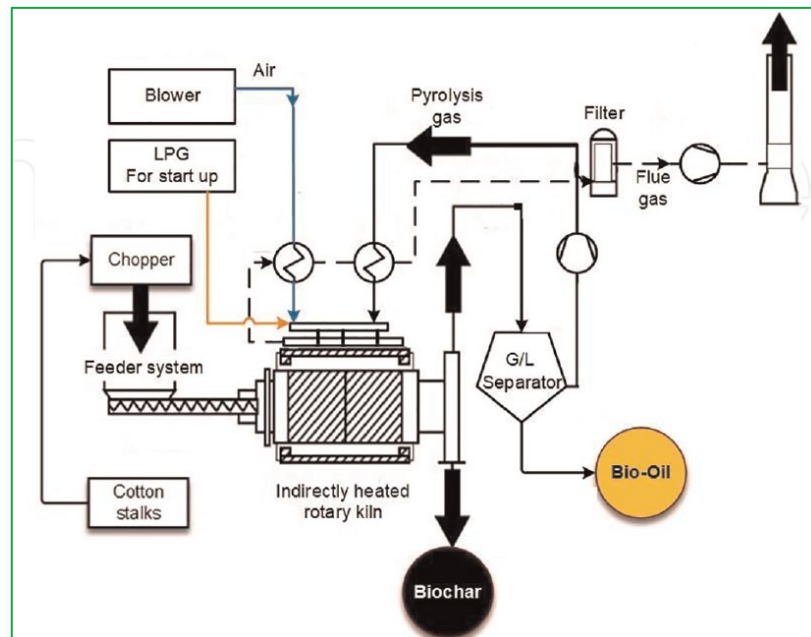 Blower
Air
LPG
For start up
Chopper
Feeder system
Cotton
stalks
Pyrolysis
gas
Filter
Flue
gas
G/L
Separator
Indirectly heated
rotary kiln
Bio-Oil
Biochar